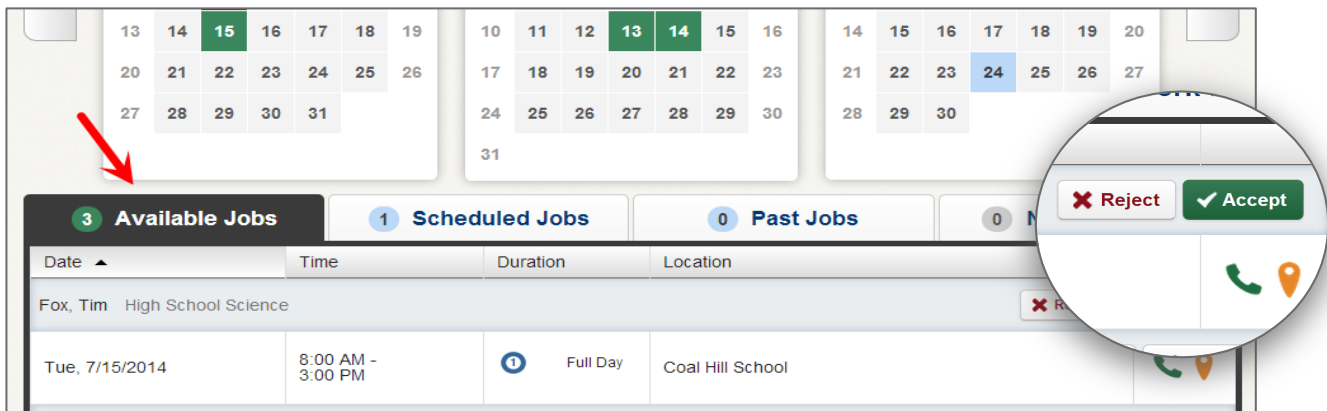 13 14 15 16 17 18 19
10 11 12 13 14 15 16
14 15 16 17 18 19 20
20 21 22 23 24 25 26
17 18 19 20 21 22 23
21 22 23 24 25 26 27
27 28 29 30 31
24 25 26 27 28 29 30
28 29 30
31
3 Available Jobs
1 Scheduled Jobs
0 Past Jobs
0 N
Reject Accept
Date Time Duration Location
Fox, Tim High School Science
Tue, 7/15/2014
8:00 AM -
3:00 PM
1 Full Day
Coal Hill School